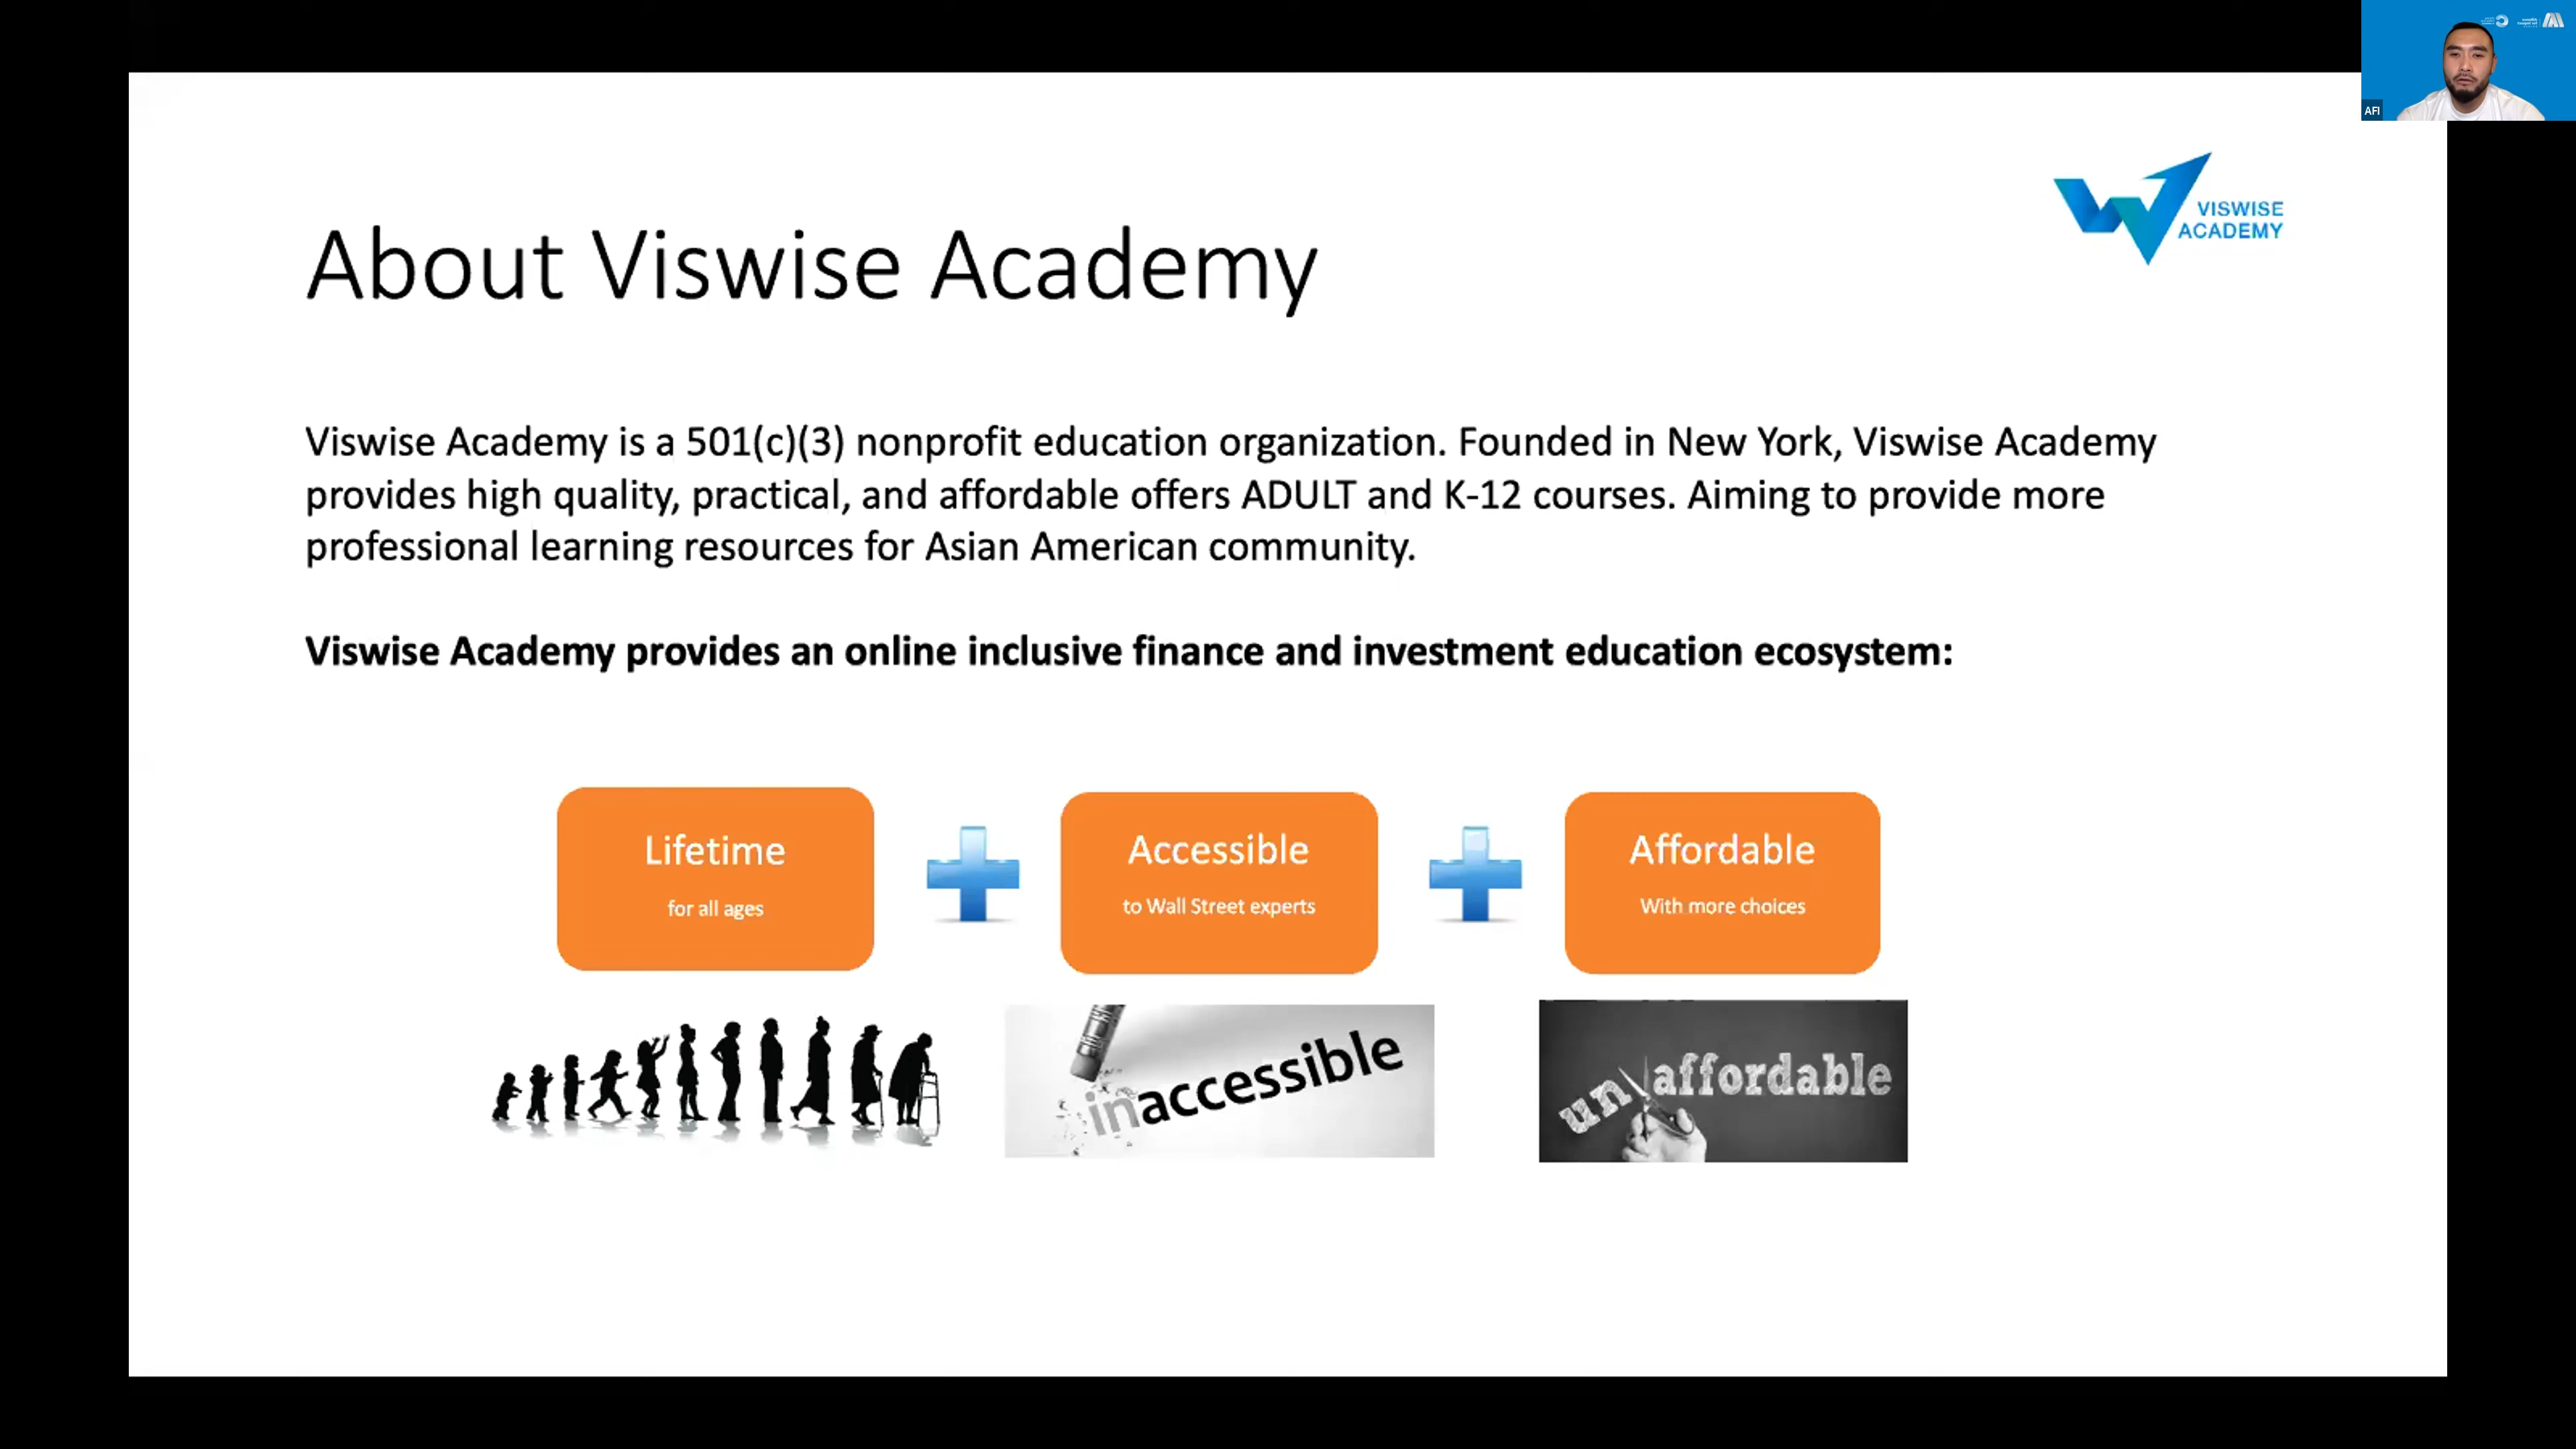 AFI
VISWISE
ACADEMY
About Viswise Academy
Viswise Academy is a 501(c)(3) nonprofit education organization. Founded in New York, Viswise Academy
provides high quality, practical, and affordable offers ADULT and K-12 courses. Aiming to provide more
professional learning resources for Asian American community.
Viswise Academy provides an online inclusive finance and investment education ecosystem:
Lifetime
for all ages
Accessible
to Wall Street experts
Affordable
With more choices
inaccessible
unaffordable